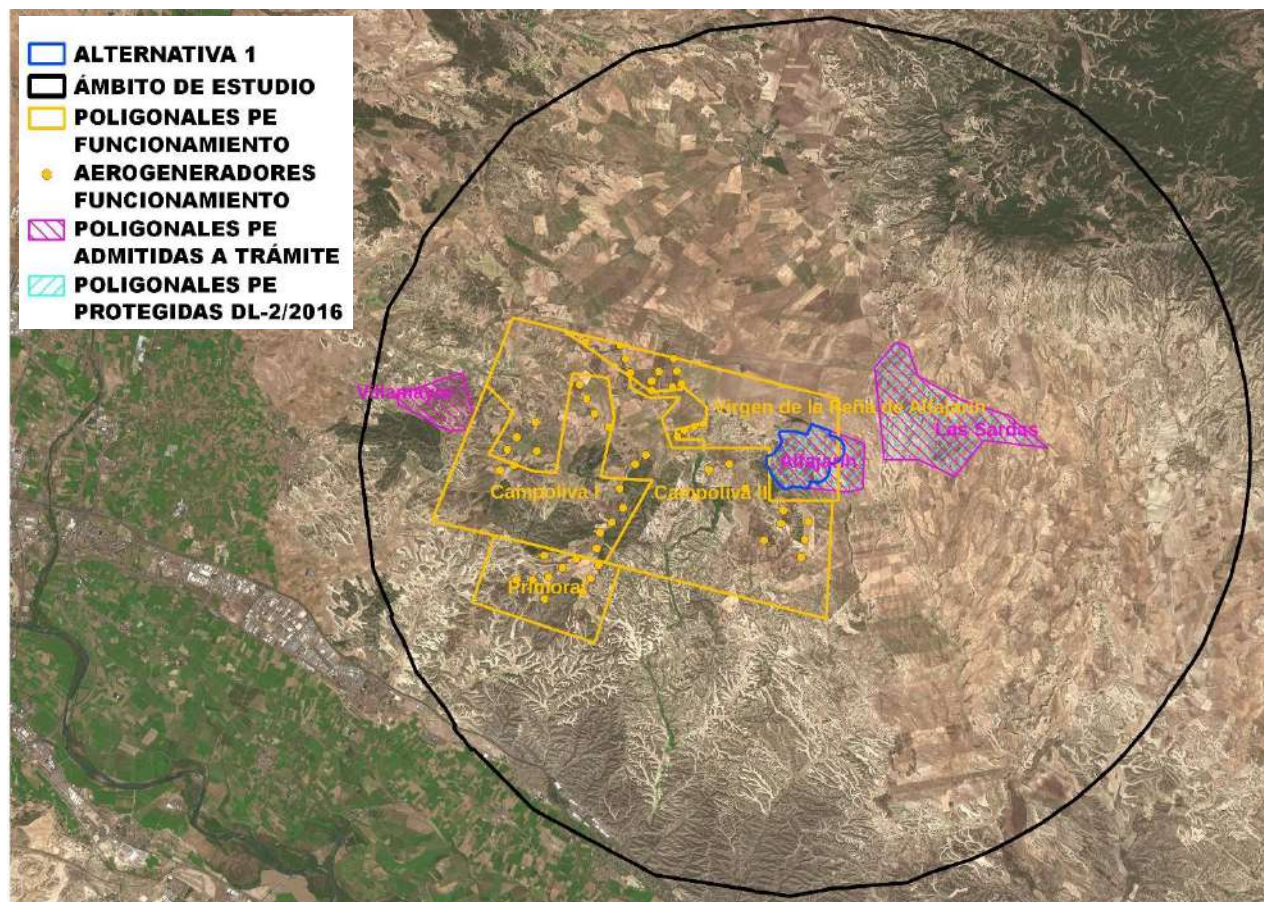 ALTERNATIVA 1
ÁMBITO DE ESTUDIO
POLIGONALES PE
FUNCIONAMIENTO
AEROGENERADORES
FUNCIONAMIENTO
POLIGONALES PE
ADMITIDAS A TRÁMITE
POLIGONALES PE
PROTEGIDAS DL-2/2016
Villamayor
Virgen de la Peña de Alfajarín
Las Sardas
Alfajarín
Campoliva I
Campoliva II
Primoral